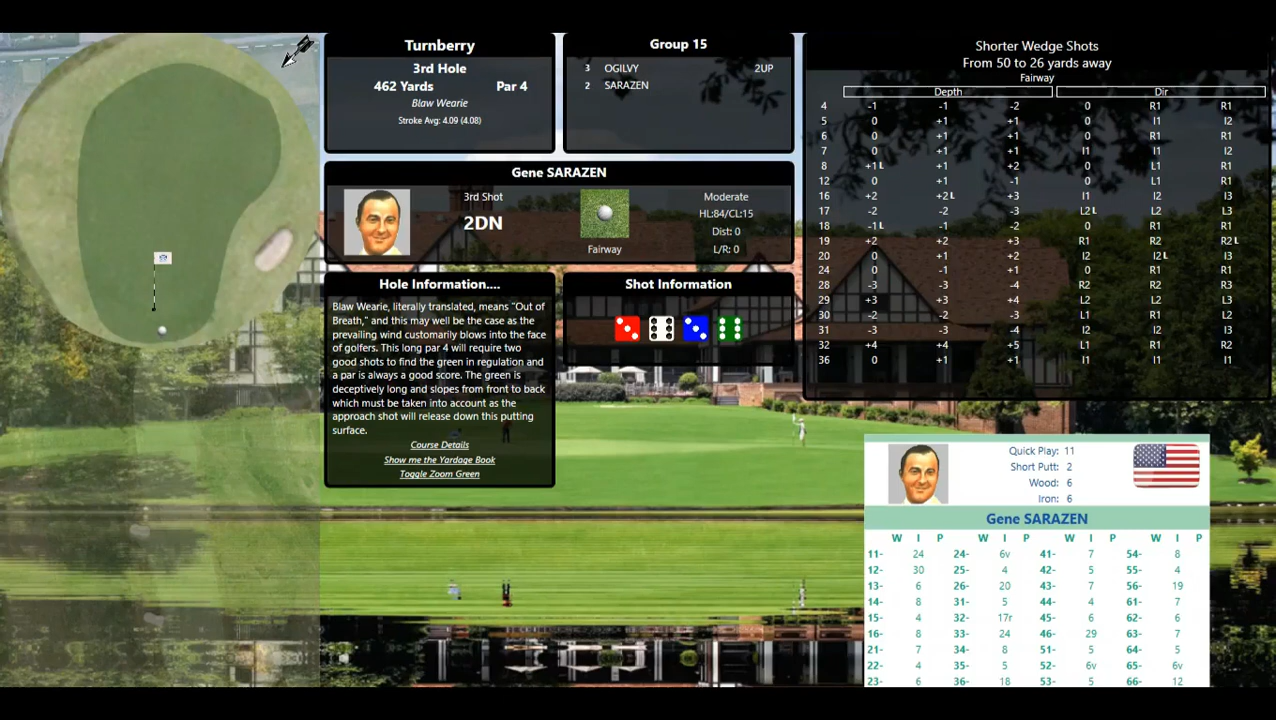 Turnberry
3rd Hole
462 Yards Par 4
Blaw Wearie
Stroke Avg: 4.09 (4.08)
Group 15
3 OGILVY 2UP
2 SARAZEN
Gene SARAZEN
3rd Shot
2DN
Fairway
Moderate
HL:84/CL:15
Dist: 0
L/R: 0
Hole Information....
Blaw Wearie, literally translated, means "Out of
Breath," and this may well be the case as the
prevailing wind customarily blows into the face
of golfers. This long par 4 will require two
good shots to find the green in regulation and
a par is always a good score. The green is
deceptively long and slopes from front to back
which must be taken into account as the
approach shot will release down this putting
surface.
Course Details
Show me the Yardage Book
Toggle Zoom Green
Shot Information
Shorter Wedge Shots
From 50 to 26 yards away
Fairway
Depth Dir
4 -1 -1 -2 0 R1 R1
5 0 +1 +1 0 I1 I2
6 0 +1 +1 0 R1 R1
7 0 +1 +1 I1 I1 I2
8 +1 L +1 +2 0 L1 R1
12 0 +1 -1 0 L1 R1
16 +2 +2 L +3 I1 I2 I3
17 -2 -2 -3 L2 L L2 L3
18 -1 L -1 -2 0 R1 R1
19 +2 +2 +3 R1 R2 R2 L
20 0 +1 +2 I2 I2 L I3
24 0 -1 +1 0 R1 R1
28 -3 -3 -4 R2 R2 R3
29 +3 +3 +4 L2 L2 L3
30 -2 -2 -3 L1 R1 L2
31 -3 -3 -4 I2 I2 I3
32 +4 +4 +5 L1 R1 R2
36 0 +1 +1 I1 I1 I1
Quick Play: 11
Short Putt: 2
Wood: 6
Iron: 6
Gene SARAZEN
W I P W I P W I P W I P
11- 24 24- 6v 41- 7 54- 8
12- 30 25- 4 42- 5 55- 4
13- 6 26- 20 43- 7 56- 19
14- 8 31- 5 44- 4 61- 7
15- 4 32- 17r 45- 6 62- 6
16- 8 33- 24 46- 29 63- 7
21- 7 34- 8 51- 5 64- 5
22- 4 35- 5 52- 6v 65- 6v
23- 6 36- 18 53- 5 66- 12